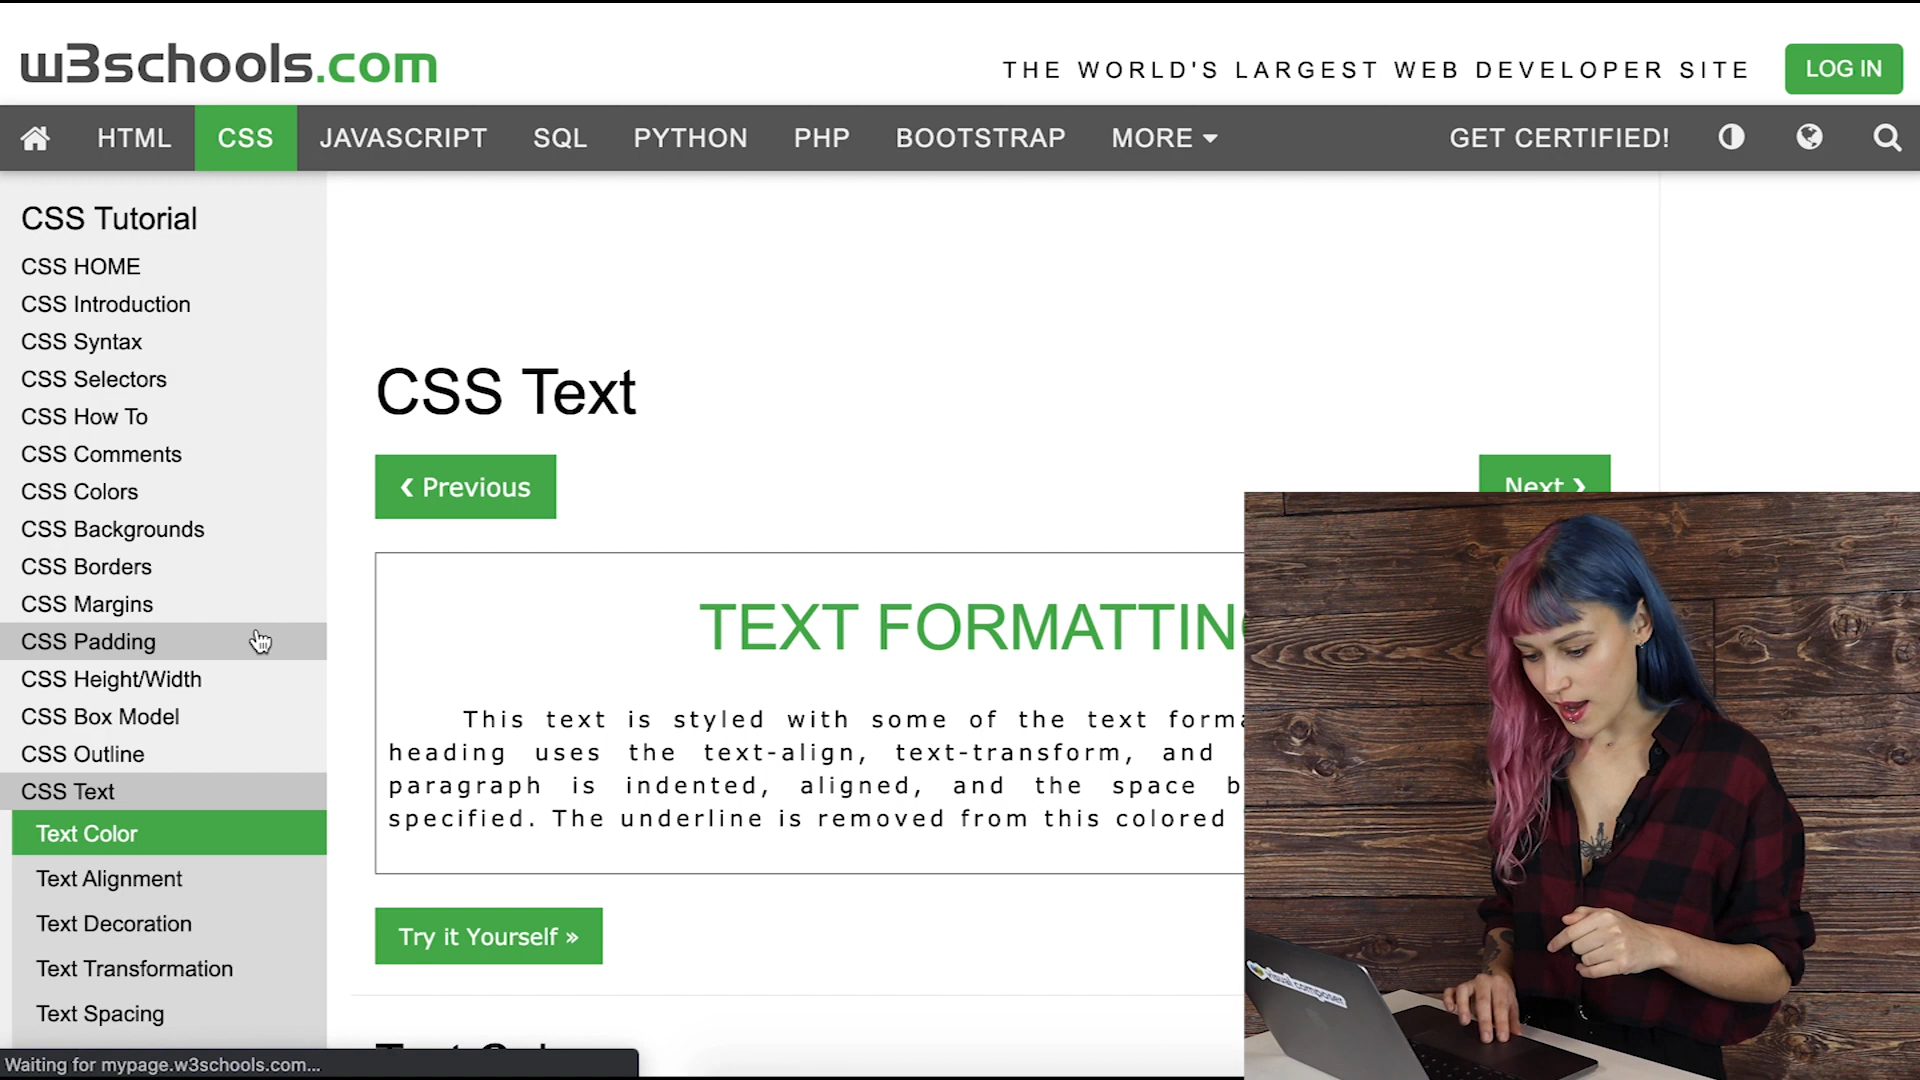 w3schools.com
THE WORLD'S LARGEST WEB DEVELOPER SITE
LOG IN
HTML
CSS
JAVASCRIPT
SQL
PYTHON
PHP
BOOTSTRAP
MORE
GET CERTIFIED!
CSS Tutorial
CSS HOME
CSS Introduction
CSS Syntax
CSS Selectors
CSS How To
CSS Comments
CSS Colors
CSS Backgrounds
CSS Borders
CSS Margins
CSS Padding
CSS Height/Width
CSS Box Model
CSS Outline
CSS Text
Text Color
Text Alignment
Text Decoration
Text Transformation
Text Spacing
Waiting for mypage.w3schools.com...
CSS Text
❮ Previous
Next ❯
TEXT FORMATTIN
This text is styled with some of the text forma
heading uses the text-align, text-transform, and
paragraph is indented, aligned, and the space b
specified. The underline is removed from this colored
Try it Yourself »
visual composer